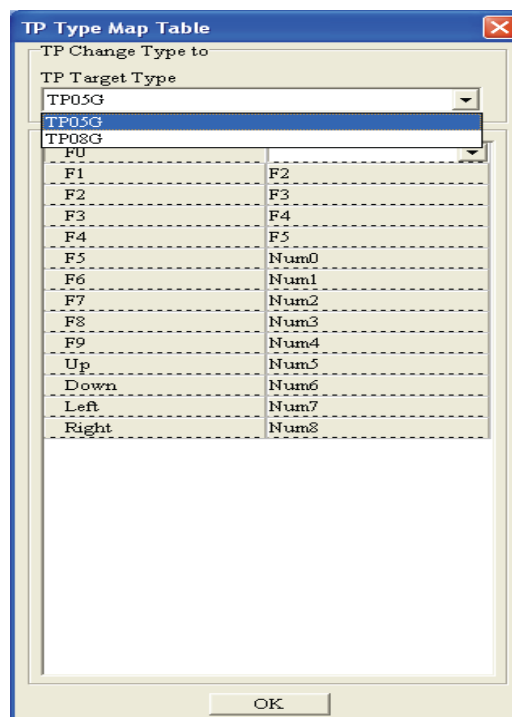 TP Type Map Table
TP Change Type to
TP Target Type
TP05G
TP05G
TP08G
F0
F1 F2
F2 F3
F3 F4
F4 F5
F5 Num0
F6 Num1
F7 Num2
F8 Num3
F9 Num4
Up Num5
Down Num6
Left Num7
Right Num8
OK